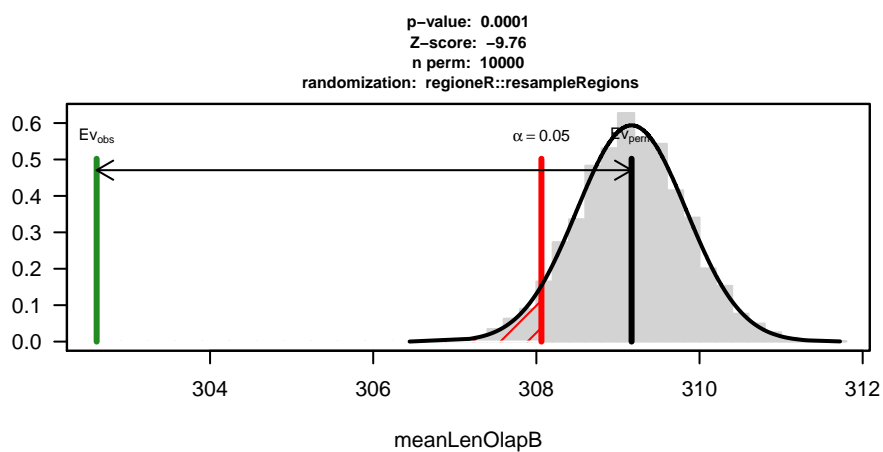 p−value: 0.0001
Z−score: −9.76
n perm: 10000
randomization: regioneR::resampleRegions
Ev_obs
α = 0.05
Ev_perm
0.6
0.5
0.4
0.3
0.2
0.1
0.0
304 306 308 310 312
meanLenOlapB